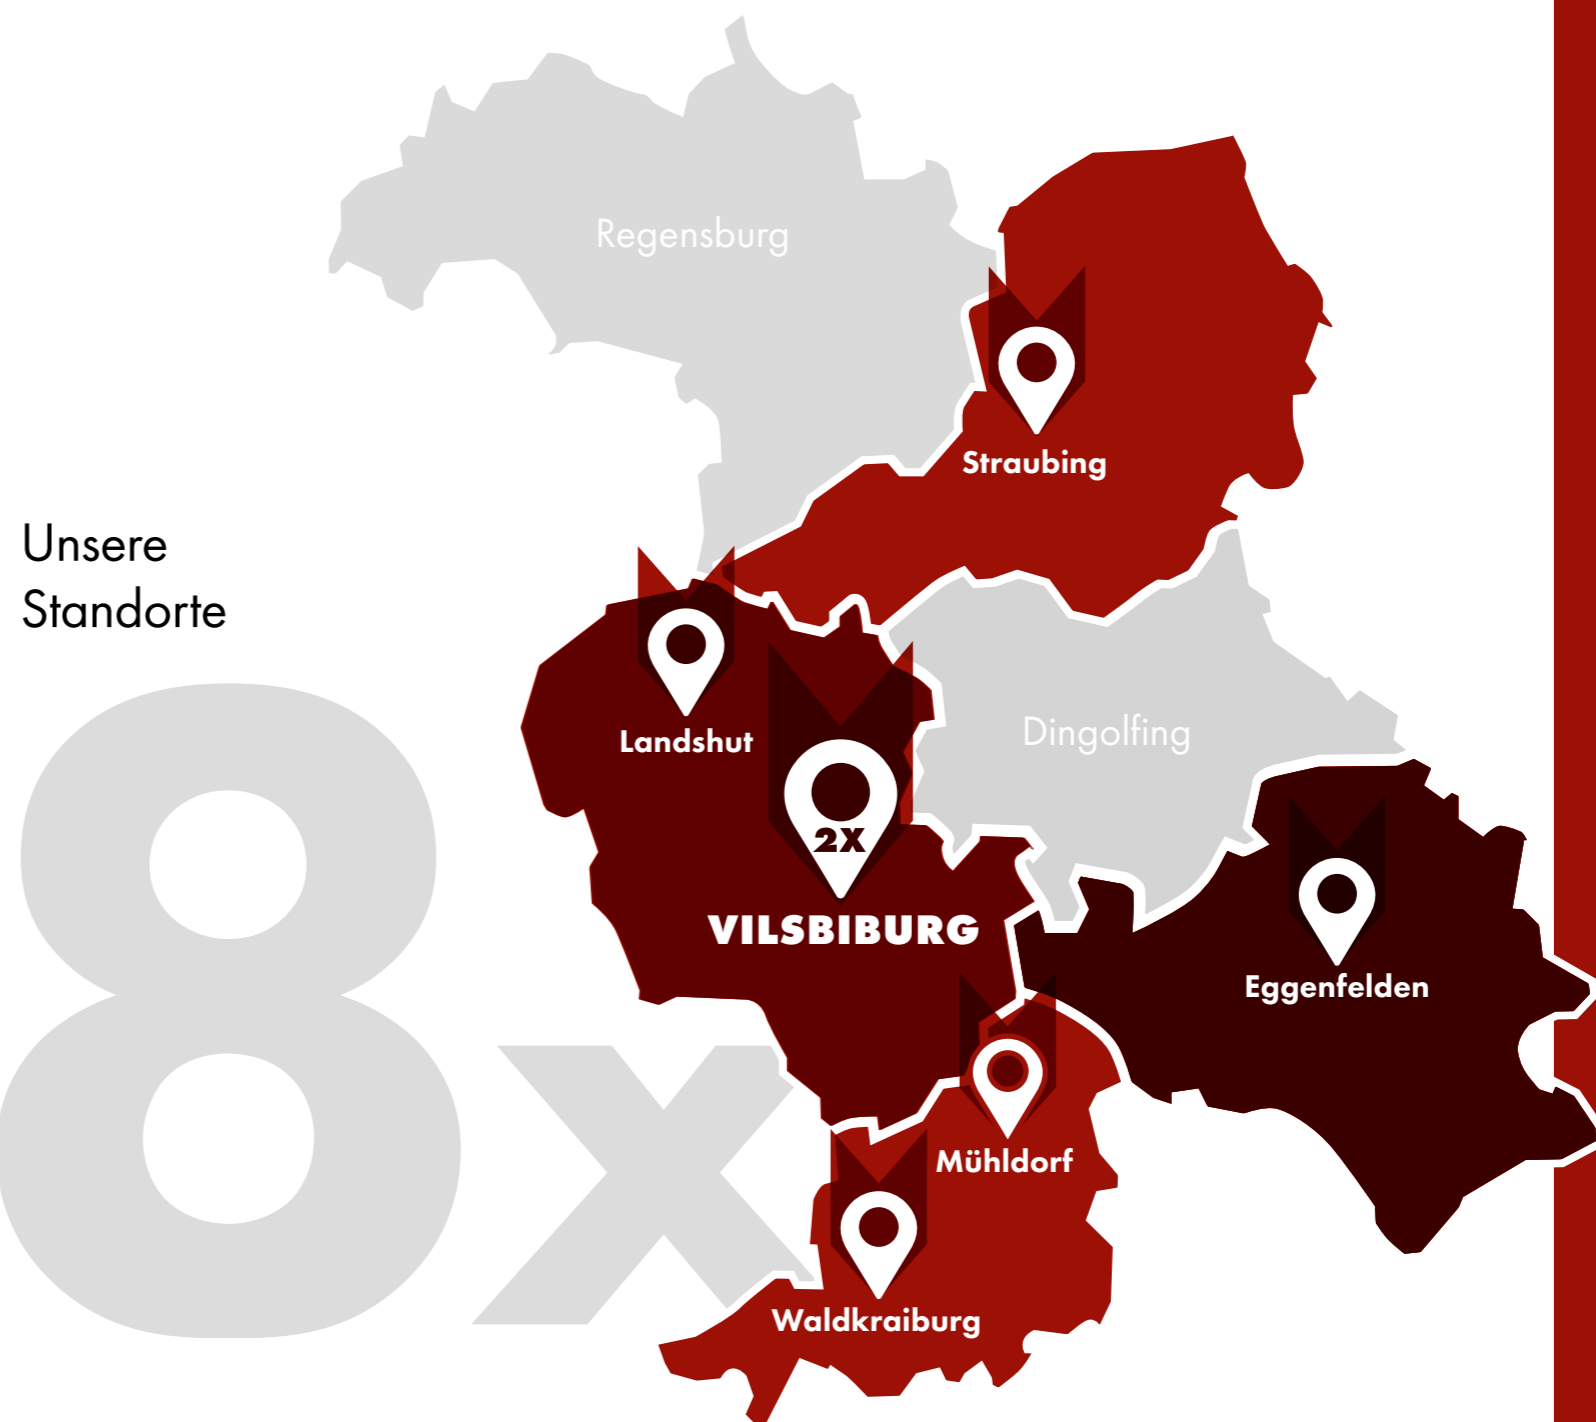 Regensburg
Straubing
Unsere
Standorte
8x
Landshut
Dingolfing
2X
VILSBIBURG
Eggenfelden
Mühldorf
Waldkraiburg